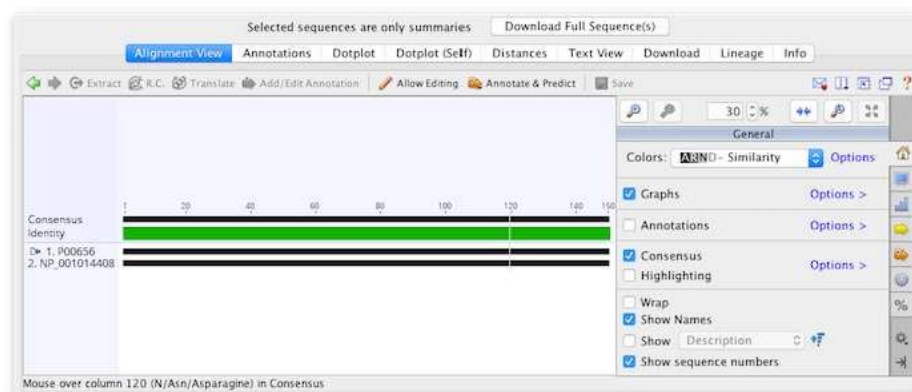 Selected sequences are only summaries Download Full Sequence(s)
Alignment View Annotations Dotplot Dotplot (Self) Distances Text View Download Lineage Info
Extract R.C. Translate Add/Edit Annotation Allow Editing Annotate & Predict Save ?
30 %
General
Colors: ARND - Similarity Options
Graphs Options >
1 20 40 60 80 100 120 140 150
Consensus
Identity
Annotations Options >
1. P00656
2. NP_001014408
Consensus
Highlighting Options >
Wrap
Show Names
Show Description
Show sequence numbers
%
Mouse over column 120 (N/Asn/Asparagine) in Consensus